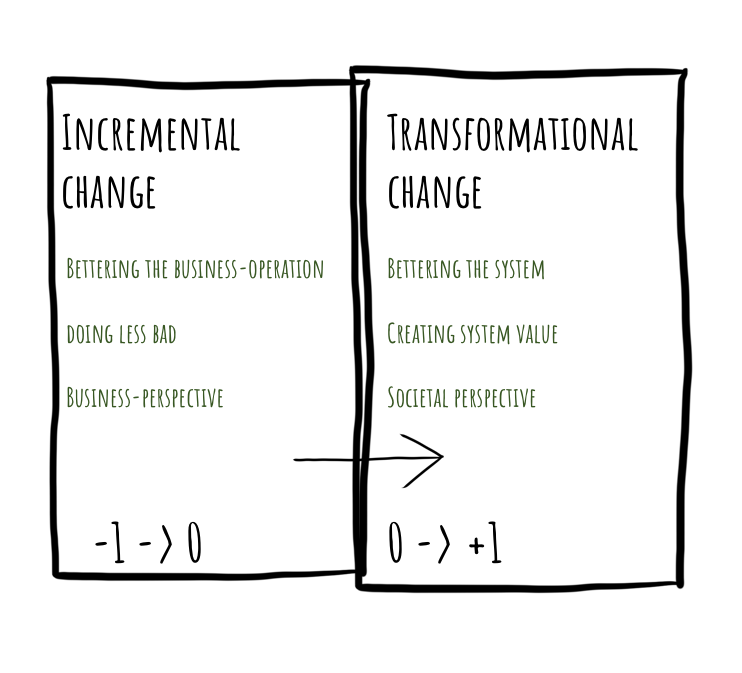 Incremental
change
Bettering the business-operation
doing less bad
Business-perspective
-1 -> 0
Transformational
change
Bettering the system
Creating system value
Societal perspective
0 -> +1